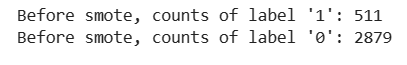 Before smote, counts of label '1': 511
Before smote, counts of label '0': 2879